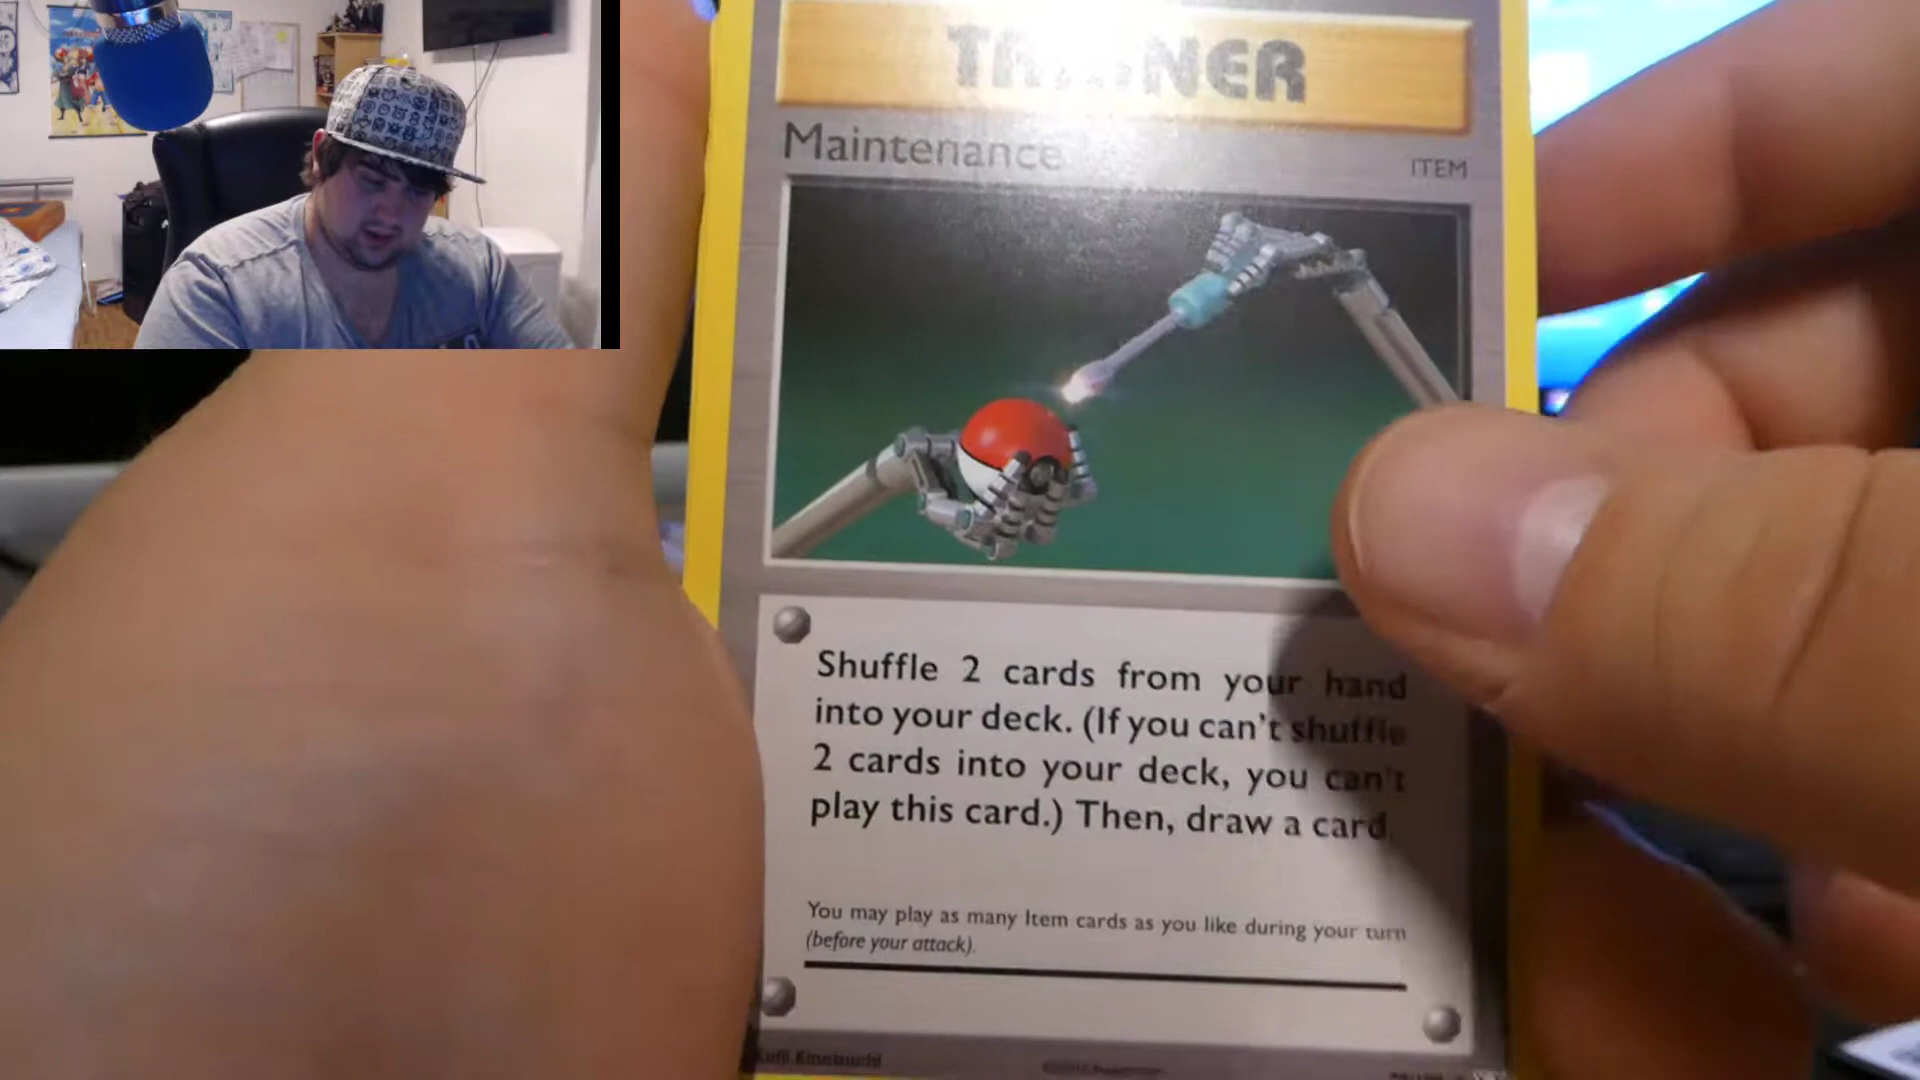 TRAINER
Maintenance
ITEM
Shuffle 2 cards from your hand
into your deck. (If you can't shuffle
2 cards into your deck, you can't
play this card.) Then, draw a card
You may play as many Item cards as you like during your turn
(before your attack).